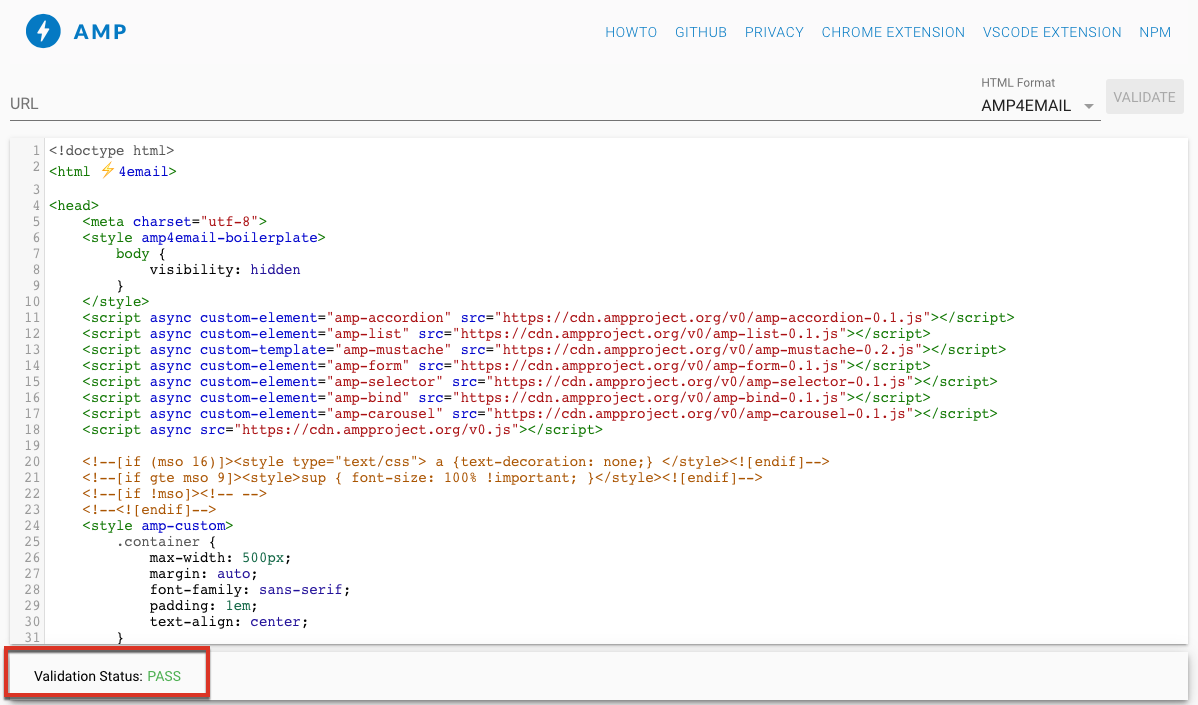 AMP
HOWTO GITHUB PRIVACY CHROME EXTENSION VSCODE EXTENSION NPM
HTML Format
URL AMP4EMAIL VALIDATE
1 <!doctype html>
2 <html ⚡4email>
3
4 <head>
5     <meta charset="utf-8">
6     <style amp4email-boilerplate>
7         body {
8             visibility: hidden
9         }
10     </style>
11     <script async custom-element="amp-accordion" src="https://cdn.ampproject.org/v0/amp-accordion-0.1.js"></script>
12     <script async custom-element="amp-list" src="https://cdn.ampproject.org/v0/amp-list-0.1.js"></script>
13     <script async custom-template="amp-mustache" src="https://cdn.ampproject.org/v0/amp-mustache-0.2.js"></script>
14     <script async custom-element="amp-form" src="https://cdn.ampproject.org/v0/amp-form-0.1.js"></script>
15     <script async custom-element="amp-selector" src="https://cdn.ampproject.org/v0/amp-selector-0.1.js"></script>
16     <script async custom-element="amp-bind" src="https://cdn.ampproject.org/v0/amp-bind-0.1.js"></script>
17     <script async custom-element="amp-carousel" src="https://cdn.ampproject.org/v0/amp-carousel-0.1.js"></script>
18     <script async src="https://cdn.ampproject.org/v0.js"></script>
19
20     <!--[if (mso 16)]><style type="text/css"> a {text-decoration: none;} </style><![endif]-->
21     <!--[if gte mso 9]><style>sup { font-size: 100% !important; }</style><![endif]-->
22     <!--[if !mso]><!-- -->
23     <!--<![endif]-->
24     <style amp-custom>
25         .container {
26             max-width: 500px;
27             margin: auto;
28             font-family: sans-serif;
29             padding: 1em;
30             text-align: center;
31         }
Validation Status: PASS